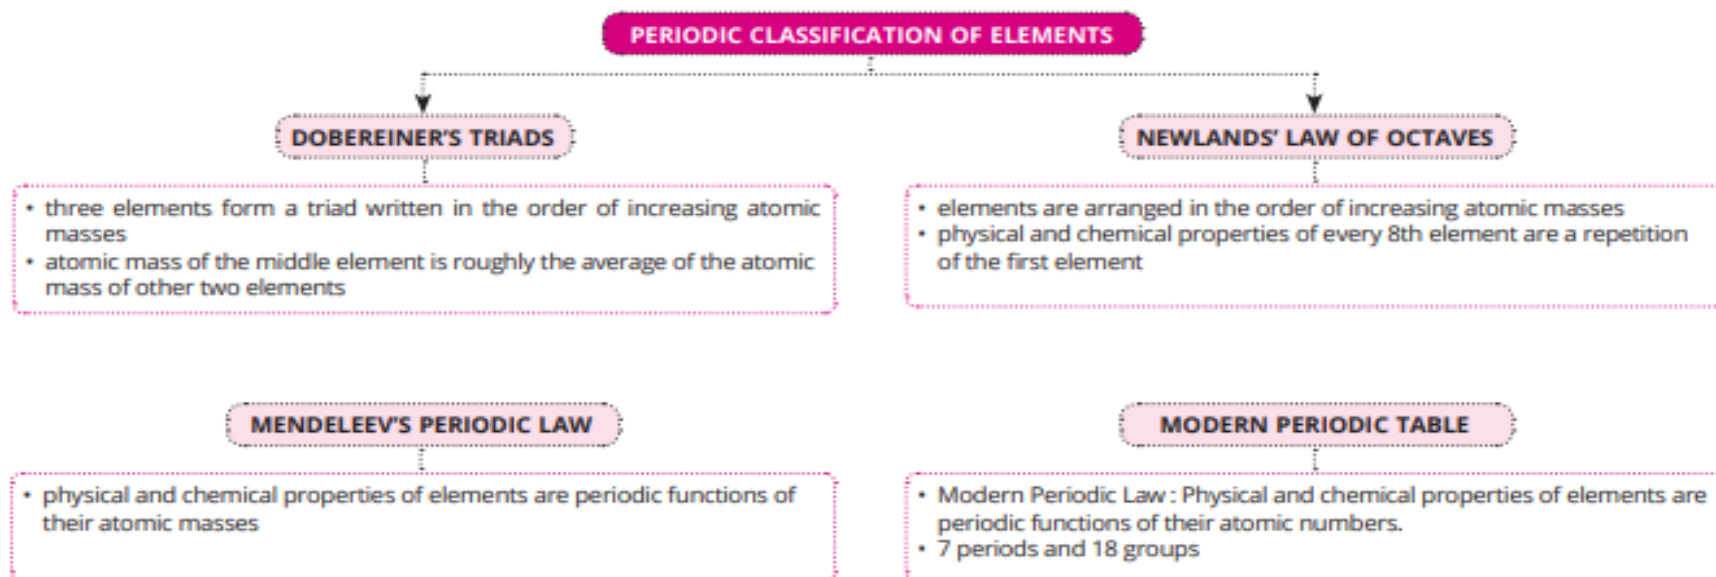 PERIODIC CLASSIFICATION OF ELEMENTS
DOBEREINER'S TRIADS
• three elements form a triad written in the order of increasing atomic
masses
• atomic mass of the middle element is roughly the average of the atomic
mass of other two elements
NEWLANDS' LAW OF OCTAVES
• elements are arranged in the order of increasing atomic masses
• physical and chemical properties of every 8th element are a repetition
of the first element
MENDELEEV'S PERIODIC LAW
• physical and chemical properties of elements are periodic functions of
their atomic masses
MODERN PERIODIC TABLE
• Modern Periodic Law : Physical and chemical properties of elements are
periodic functions of their atomic numbers.
• 7 periods and 18 groups